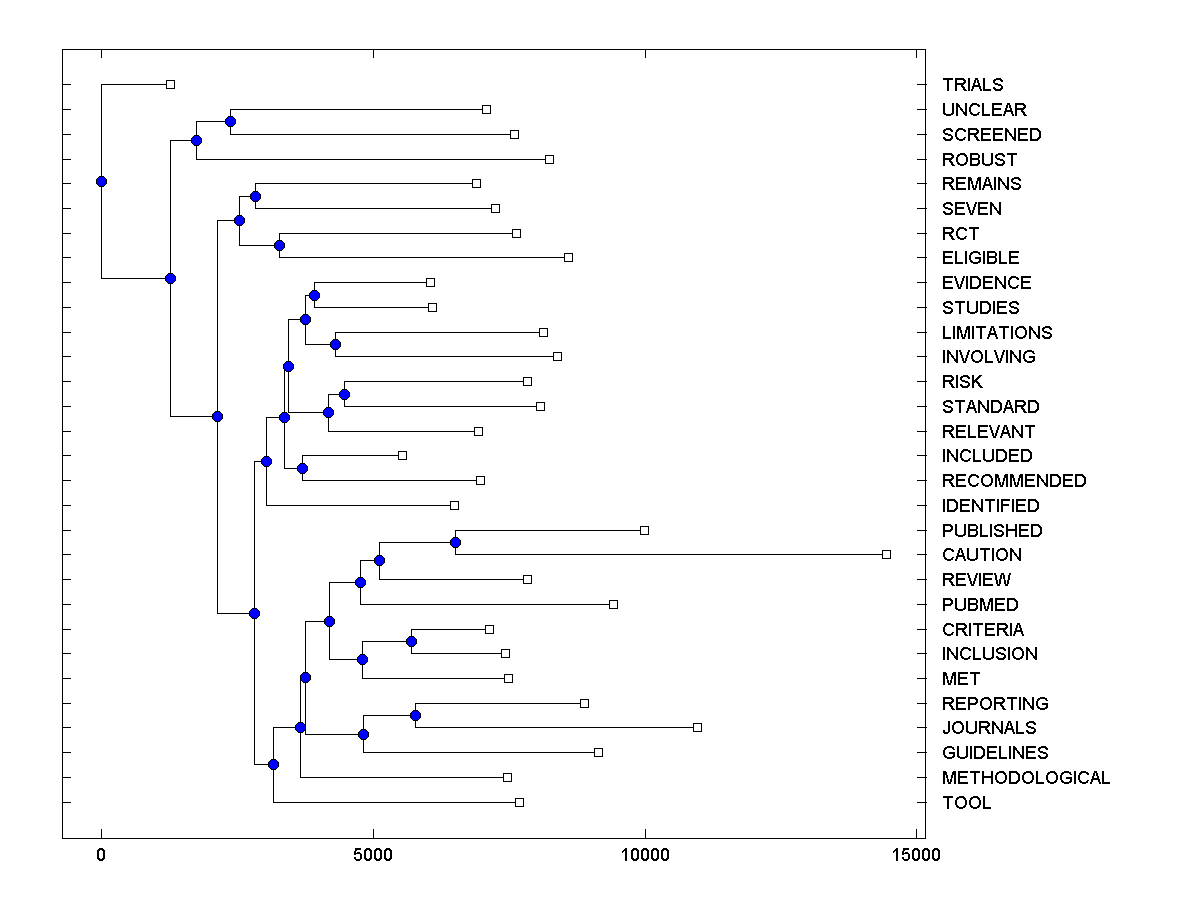 TRIALS
UNCLEAR
SCREENED
ROBUST
REMAINS
SEVEN
RCT
ELIGIBLE
EVIDENCE
STUDIES
LIMITATIONS
INVOLVING
RISK
STANDARD
RELEVANT
INCLUDED
RECOMMENDED
IDENTIFIED
PUBLISHED
CAUTION
REVIEW
PUBMED
CRITERIA
INCLUSION
MET
REPORTING
JOURNALS
GUIDELINES
METHODOLOGICAL
TOOL
0 5000 10000 15000